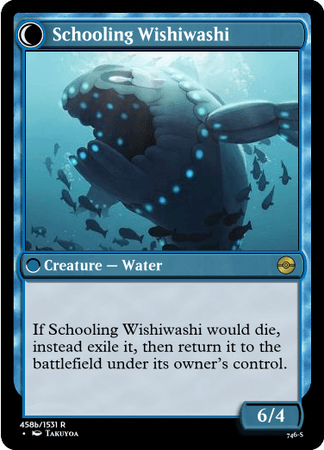 Schooling Wishiwashi
Creature — Water
If Schooling Wishiwashi would die,
instead exile it, then return it to the
battlefield under its owner's control.
6/4
458b/1531 R
• Takuyoa
746-S